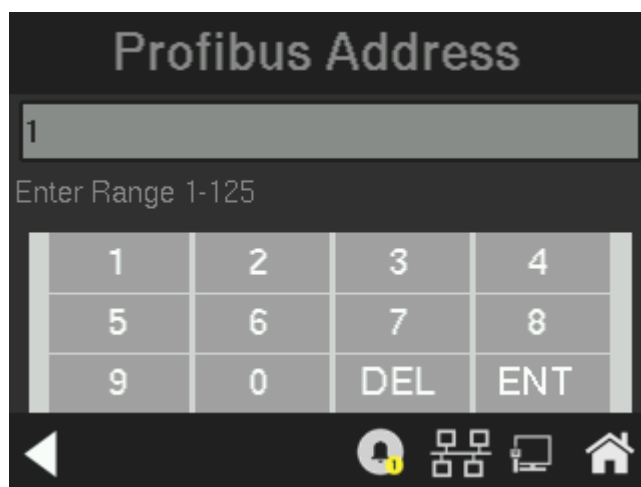 Profibus Address
1
Enter Range 1-125
1 2 3 4
5 6 7 8
9 0 DEL ENT
1